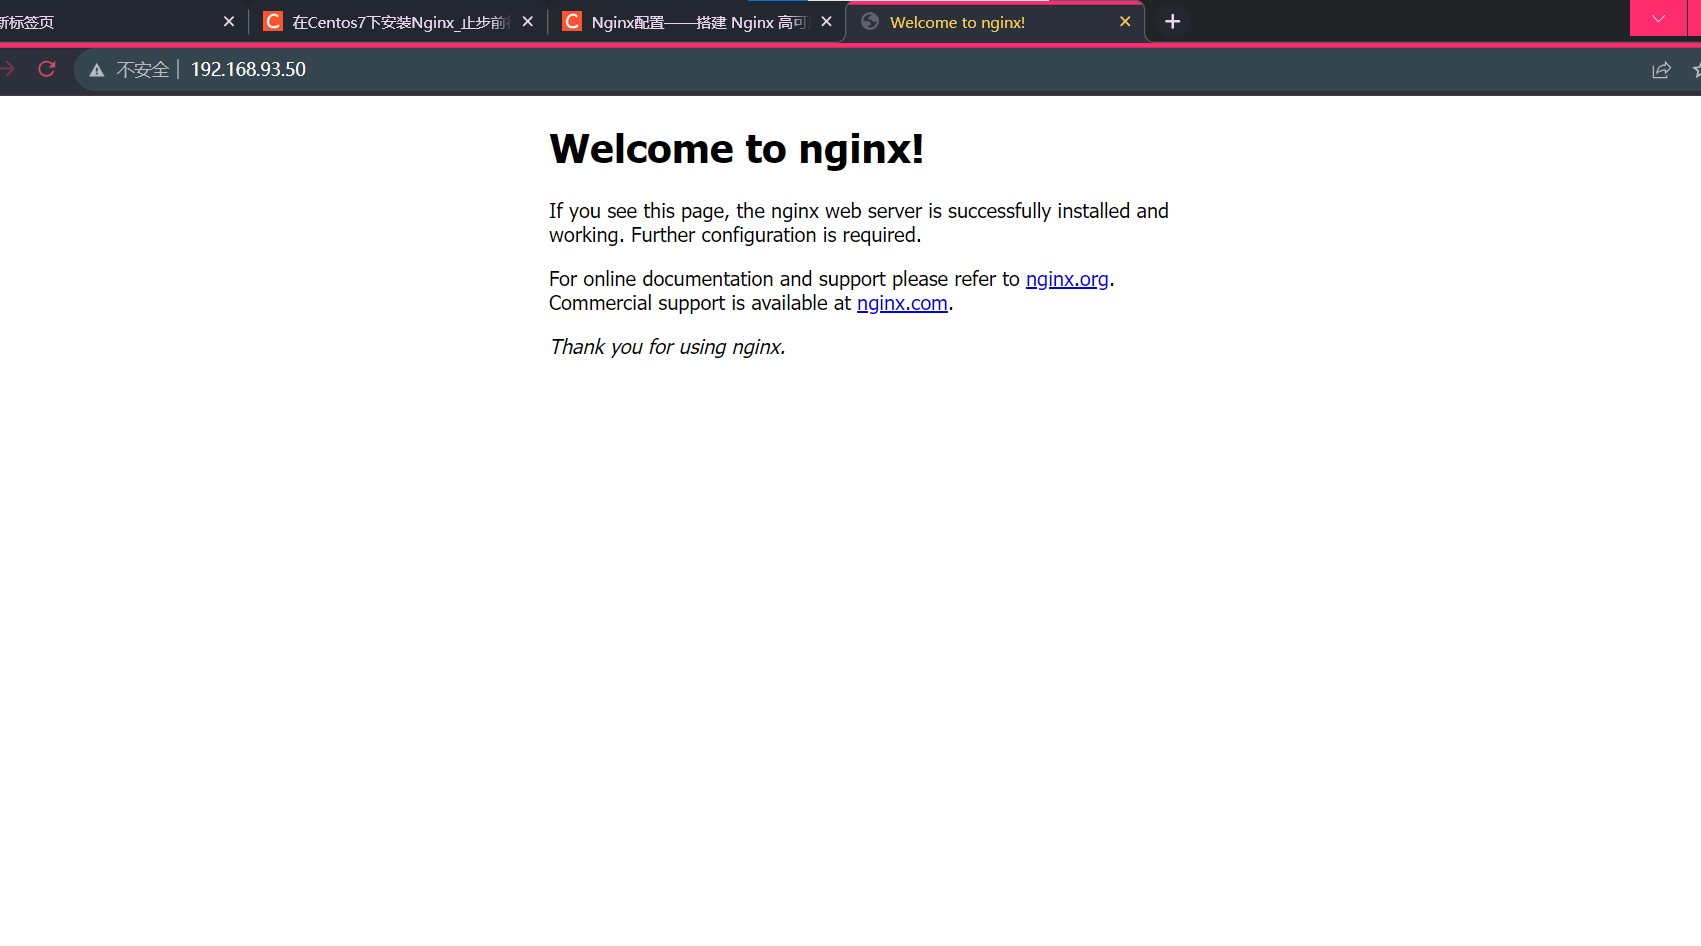 新标签页
在Centos7下安装Nginx_止步前行
Nginx配置——搭建 Nginx 高可
Welcome to nginx!
不安全
192.168.93.50
Welcome to nginx!
If you see this page, the nginx web server is successfully installed and
working. Further configuration is required.
For online documentation and support please refer to nginx.org.
Commercial support is available at nginx.com.
Thank you for using nginx.